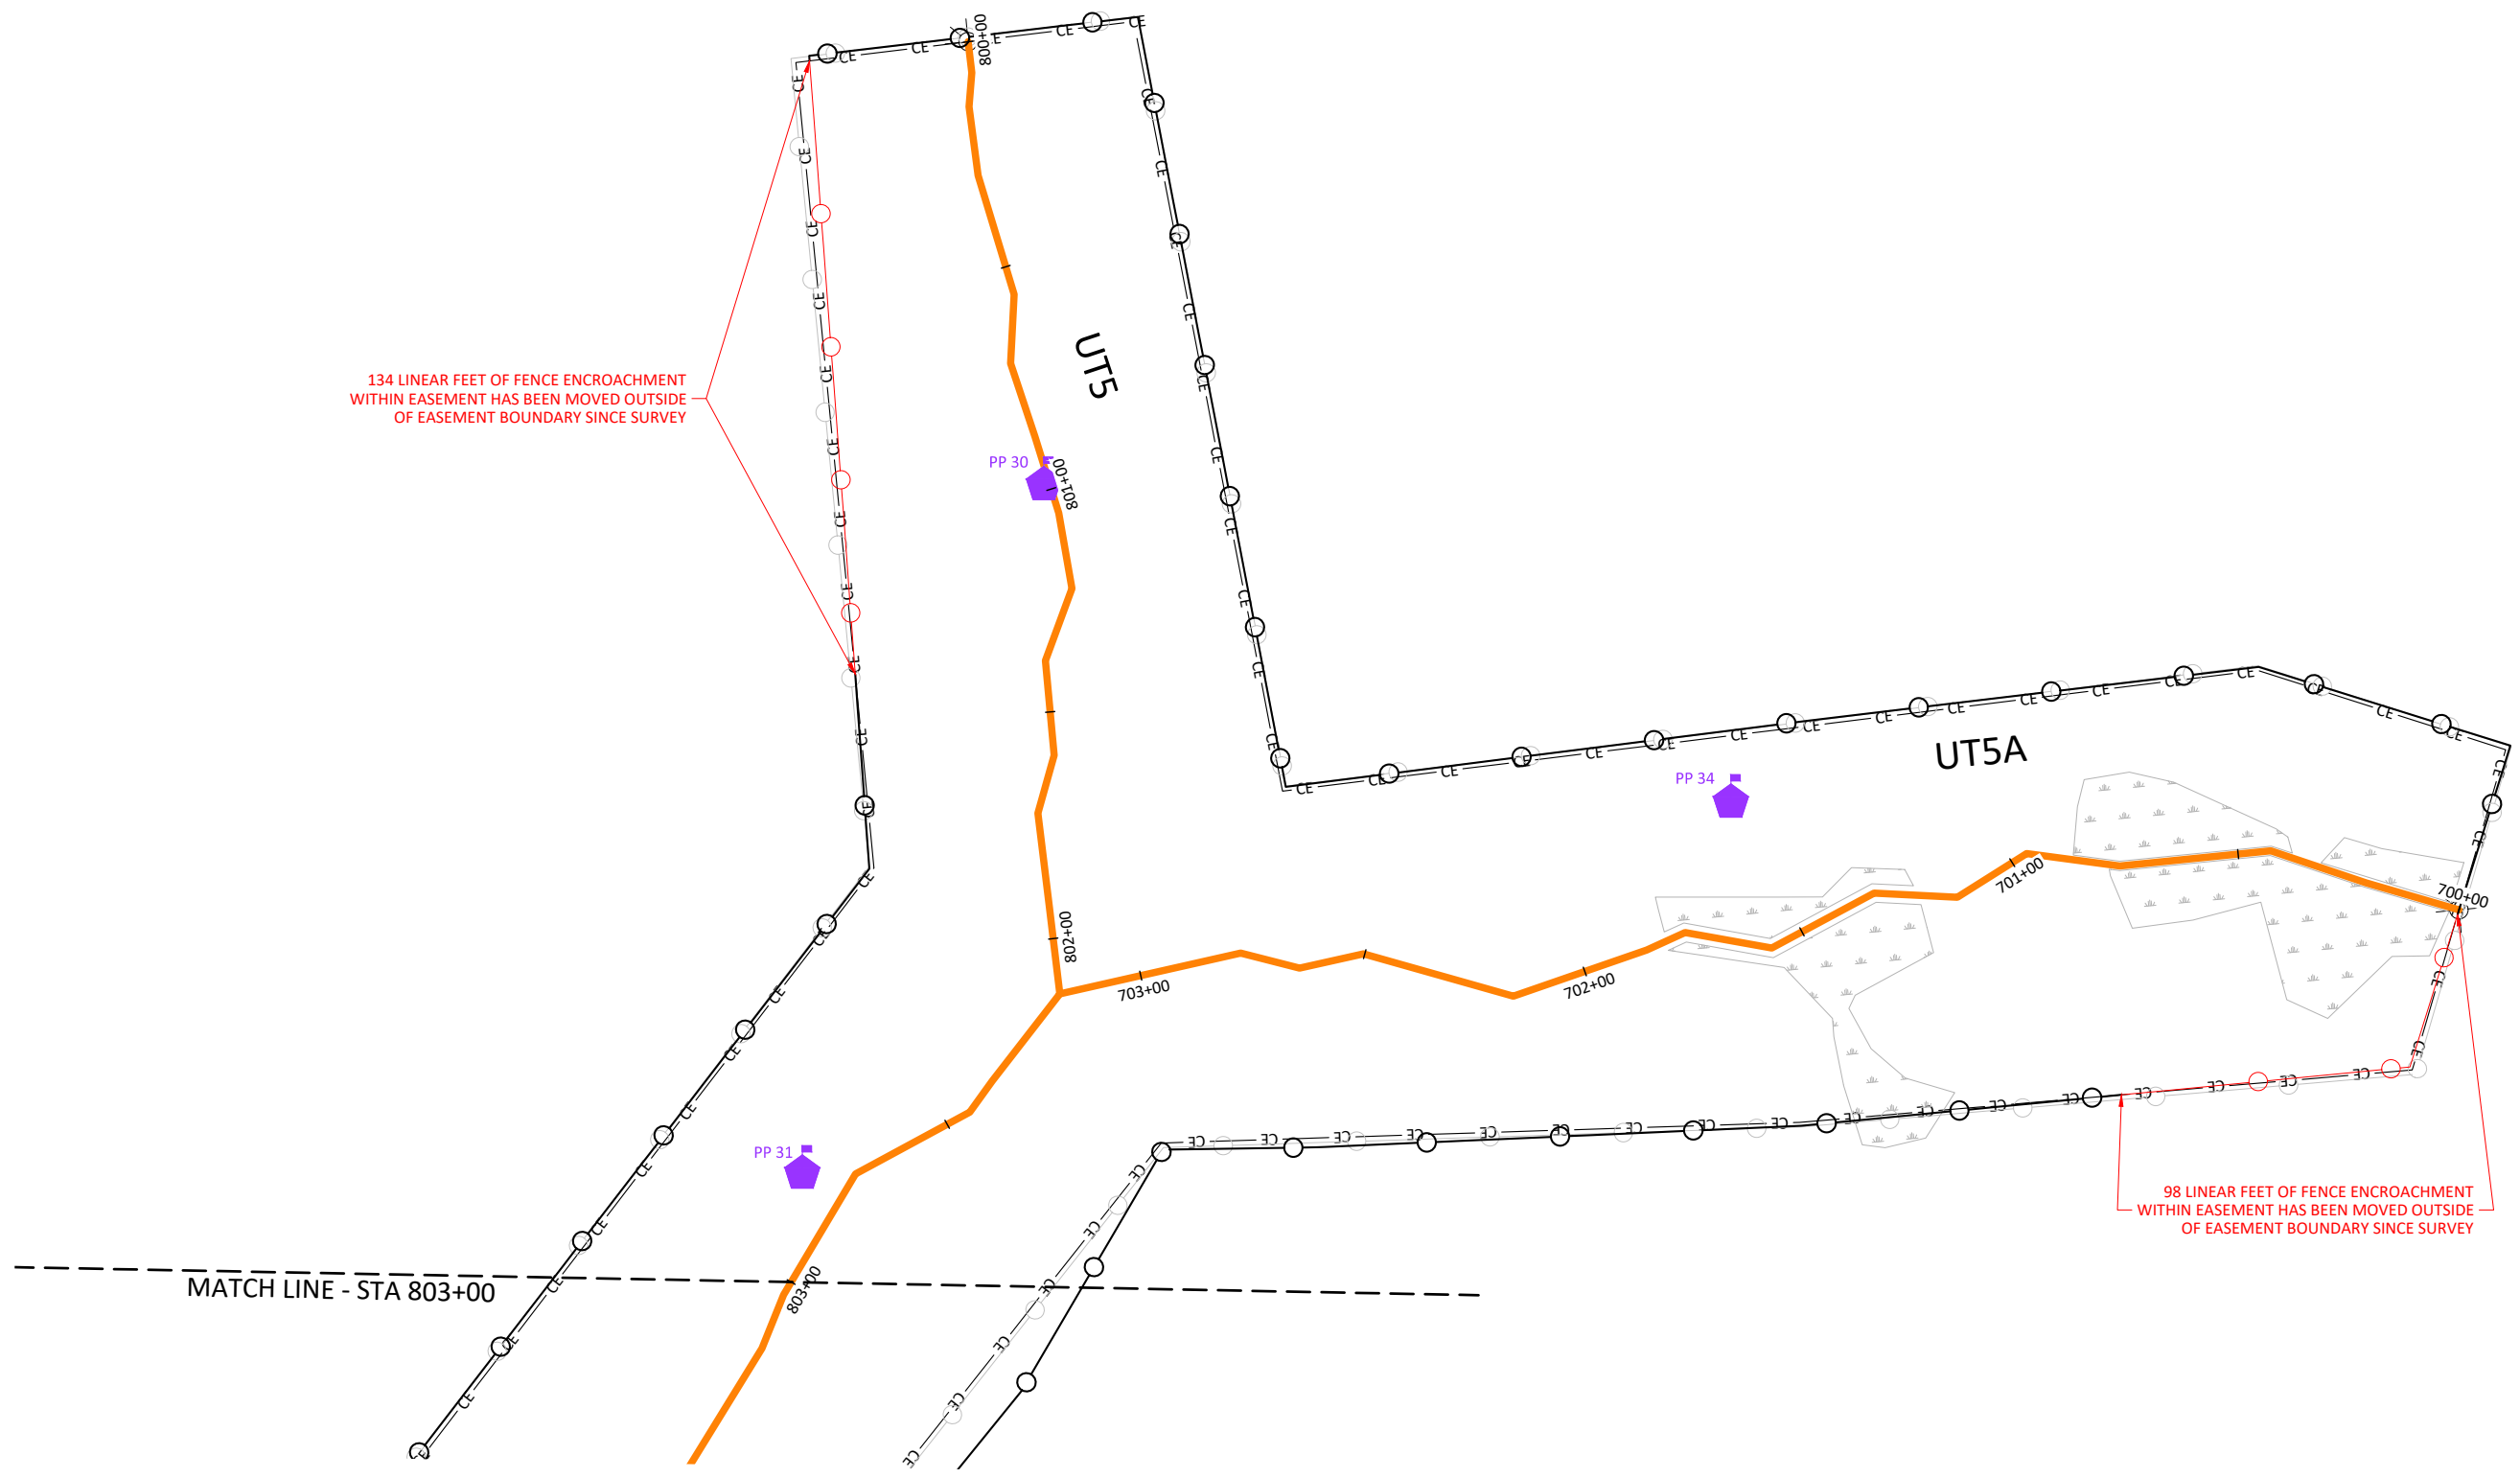 800+00
UT5
134 LINEAR FEET OF FENCE ENCROACHMENT
WITHIN EASEMENT HAS BEEN MOVED OUTSIDE
OF EASEMENT BOUNDARY SINCE SURVEY
PP 30
801+00
UT5A
PP 34
701+00
700+00
802+00
703+00
702+00
PP 31
98 LINEAR FEET OF FENCE ENCROACHMENT
WITHIN EASEMENT HAS BEEN MOVED OUTSIDE
OF EASEMENT BOUNDARY SINCE SURVEY
MATCH LINE - STA 803+00
803+00
CE